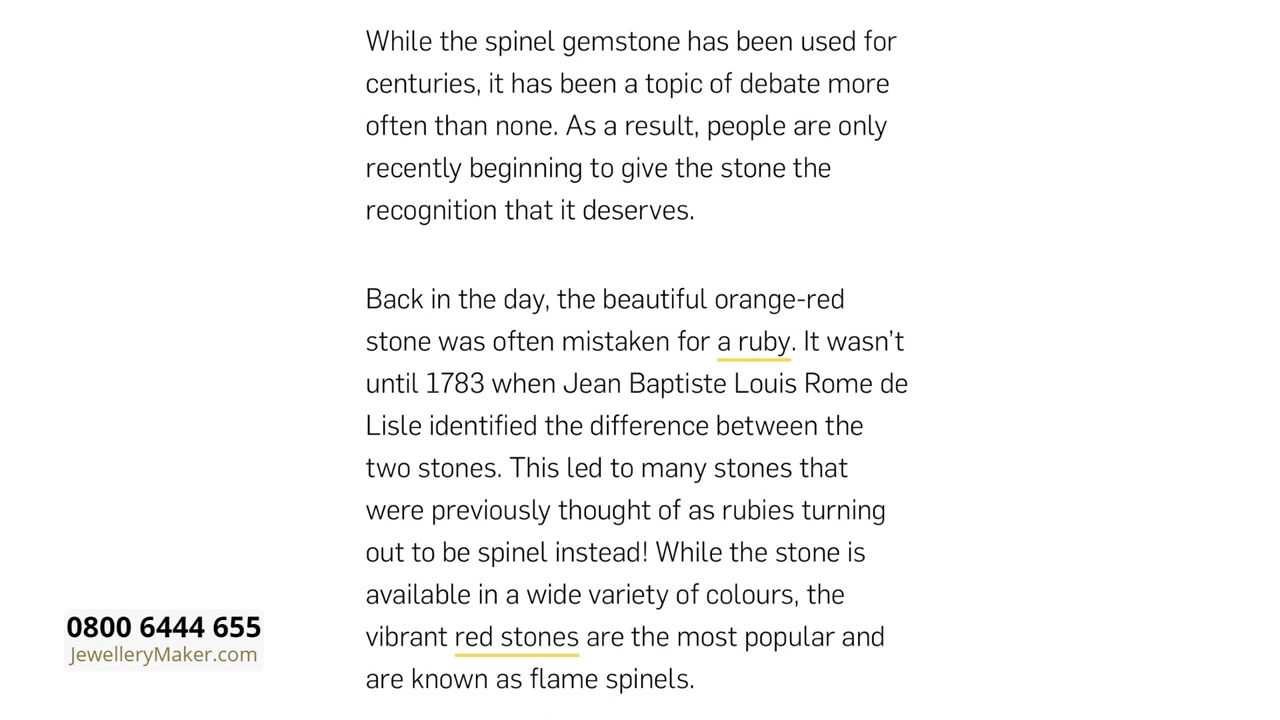 While the spinel gemstone has been used for
centuries, it has been a topic of debate more
often than none. As a result, people are only
recently beginning to give the stone the
recognition that it deserves.
Back in the day, the beautiful orange-red
stone was often mistaken for a ruby. It wasn't
until 1783 when Jean Baptiste Louis Rome de
Lisle identified the difference between the
two stones. This led to many stones that
were previously thought of as rubies turning
out to be spinel instead! While the stone is
available in a wide variety of colours, the
vibrant red stones are the most popular and
are known as flame spinels.
0800 6444 655
JewelleryMaker.com